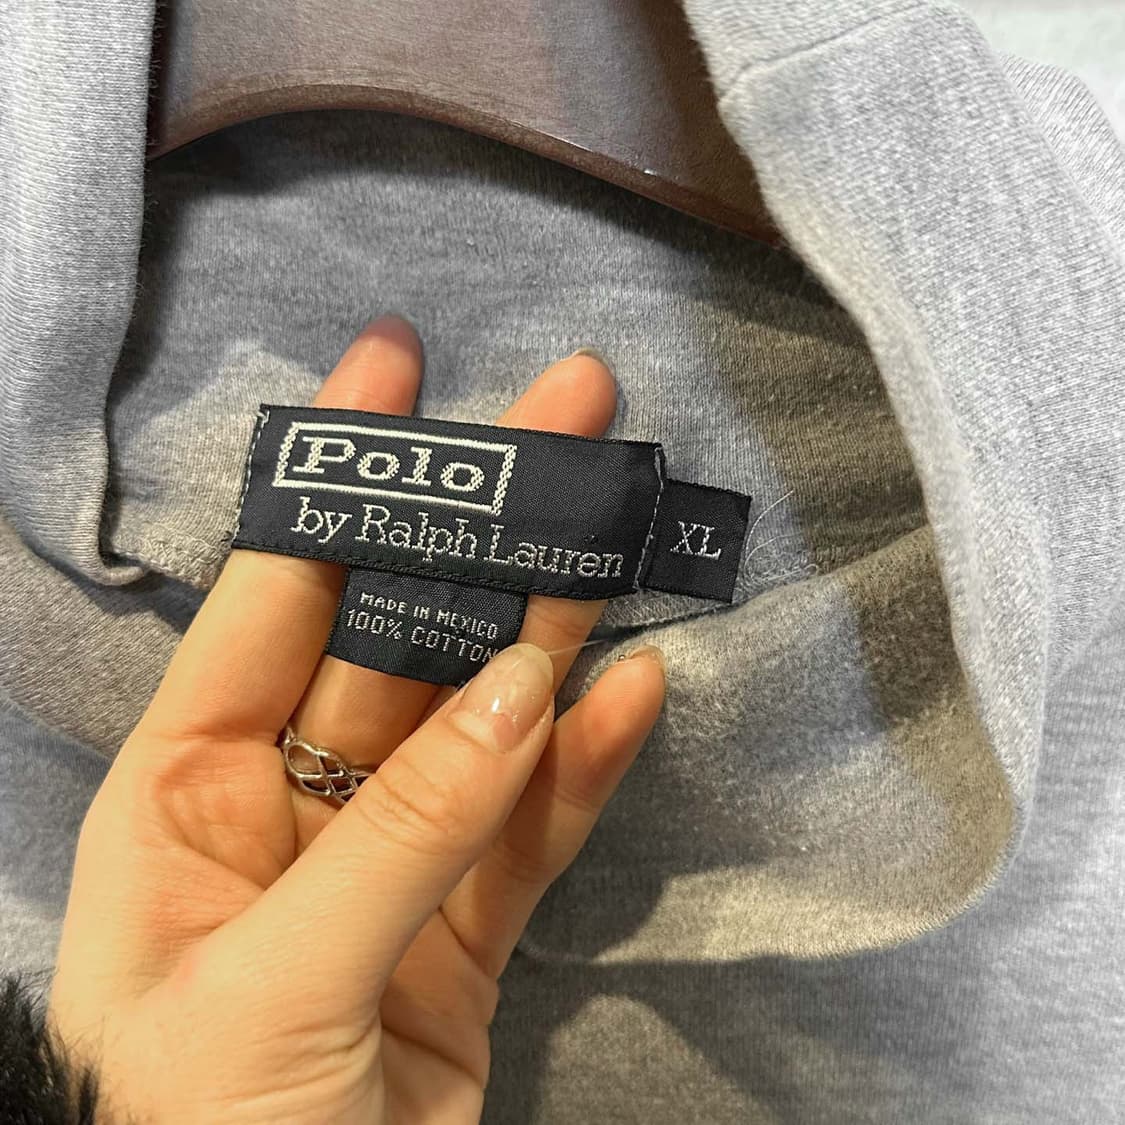 Polo
by Ralph Lauren
XL
MADE IN MEXICO
100% COTTON